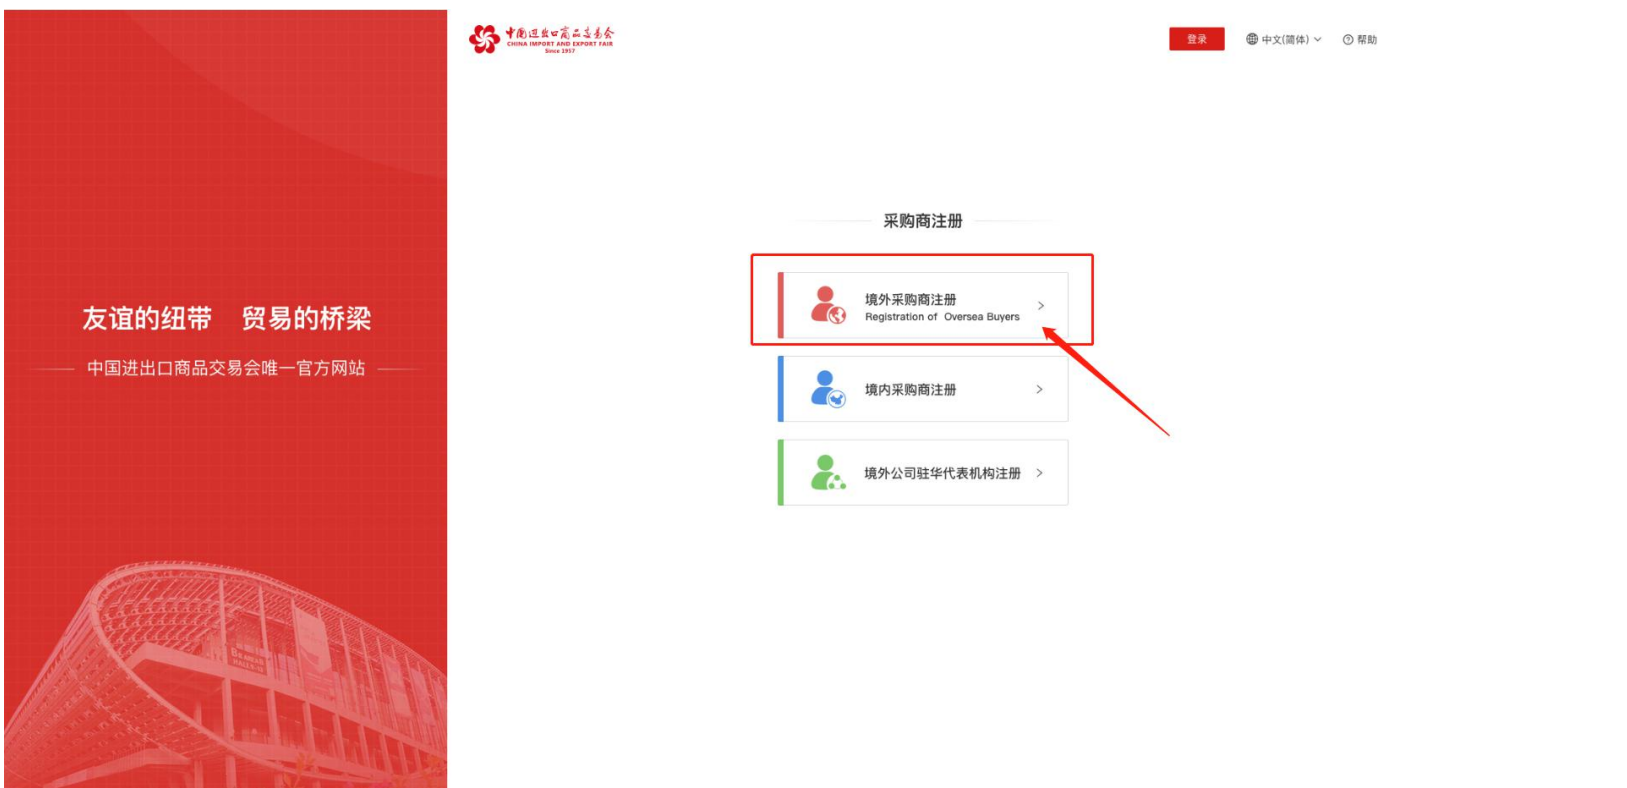 中国进出口商品交易会
CHINA IMPORT AND EXPORT FAIR
Since 1957
登录
中文(简体)
帮助
友谊的纽带 贸易的桥梁
中国进出口商品交易会唯一官方网站
采购商注册
境外采购商注册
Registration of Oversea Buyers
境内采购商注册
境外公司驻华代表机构注册